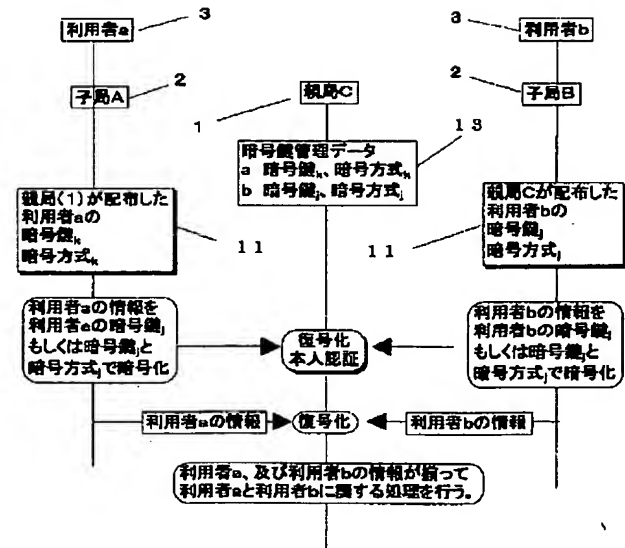 利用者a
3
子局A
2
親局(1)が配布した
利用者aの
暗号鍵k
暗号方式k
11
利用者aの情報を
利用者aの暗号鍵j
もしくは暗号鍵jと
暗号方式jで暗号化
利用者aの情報
親局C
1
暗号鍵管理データ
a 暗号鍵k、暗号方式k
b 暗号鍵j、暗号方式j
13
復号化
本人認証
復号化
利用者a、及び利用者bの情報が揃って
利用者aと利用者bに関する処理を行う。
3
利用者b
2
子局B
親局Cが配布した
利用者bの
暗号鍵j
暗号方式j
11
利用者bの情報を
利用者bの暗号鍵j
もしくは暗号鍵jと
暗号方式jで暗号化
利用者bの情報